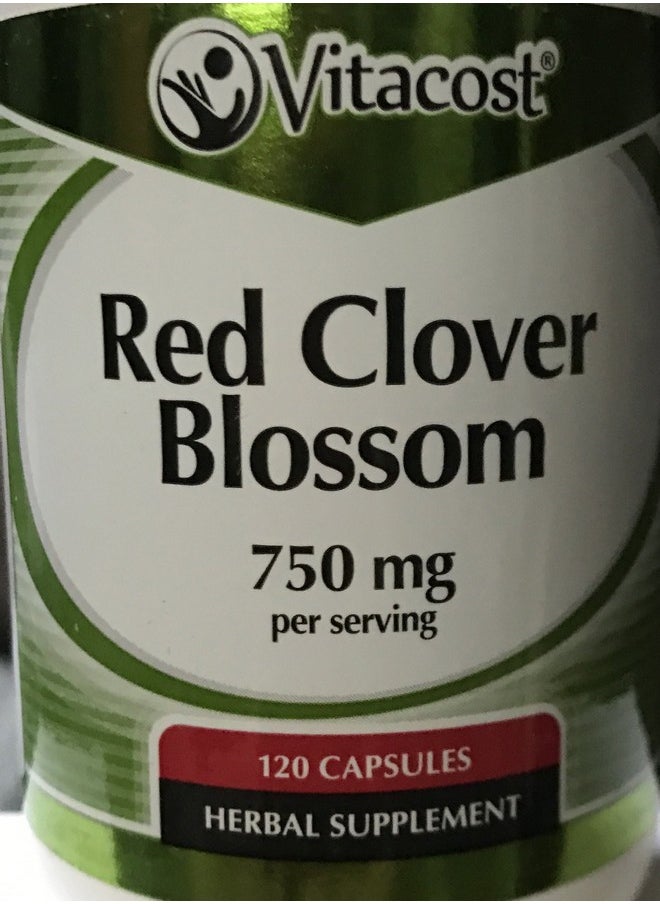 Vitacost®
Red Clover
Blossom
750 mg
per serving
120 CAPSULES
HERBAL SUPPLEMENT